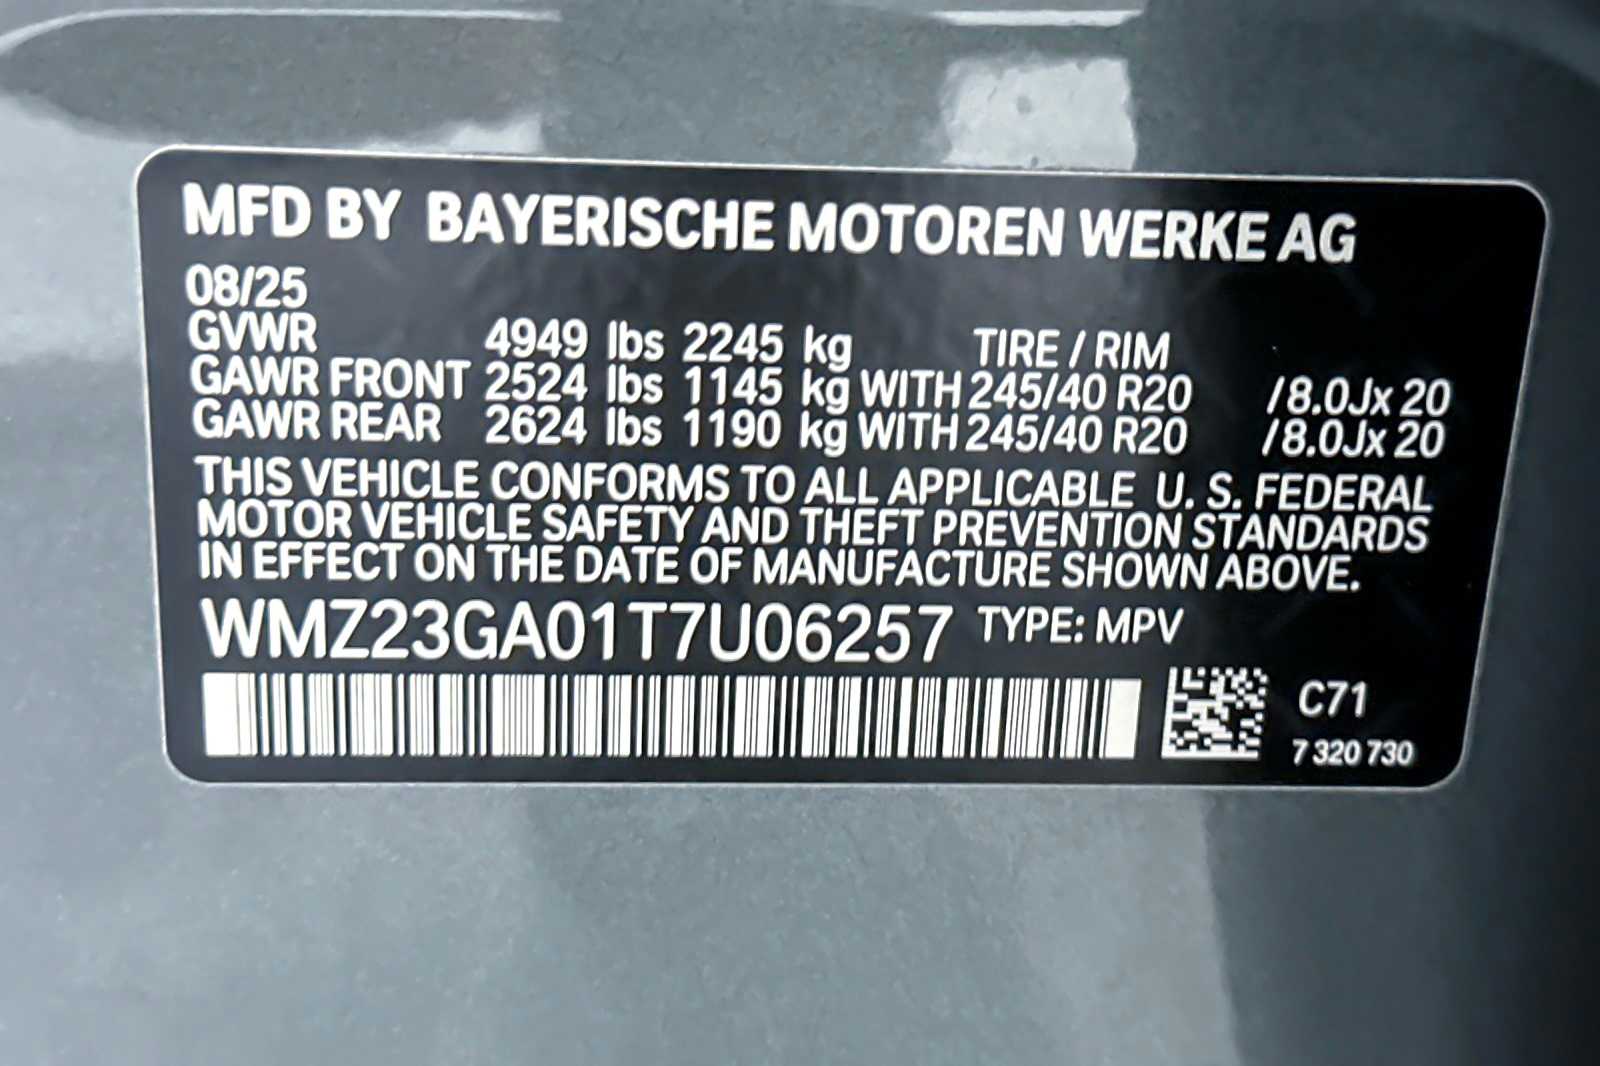 MFD BY BAYERISCHE MOTOREN WERKE AG
08/25
GVWR 4949 lbs 2245 kg TIRE / RIM
GAWR FRONT 2524 lbs 1145 kg WITH 245/40 R20 / 8.0Jx 20
GAWR REAR 2624 lbs 1190 kg WITH 245/40 R20 / 8.0Jx 20
THIS VEHICLE CONFORMS TO ALL APPLICABLE U. S. FEDERAL
MOTOR VEHICLE SAFETY AND THEFT PREVENTION STANDARDS
IN EFFECT ON THE DATE OF MANUFACTURE SHOWN ABOVE.
WMZ23GA01T7U06257 TYPE: MPV
C71
7 320 730